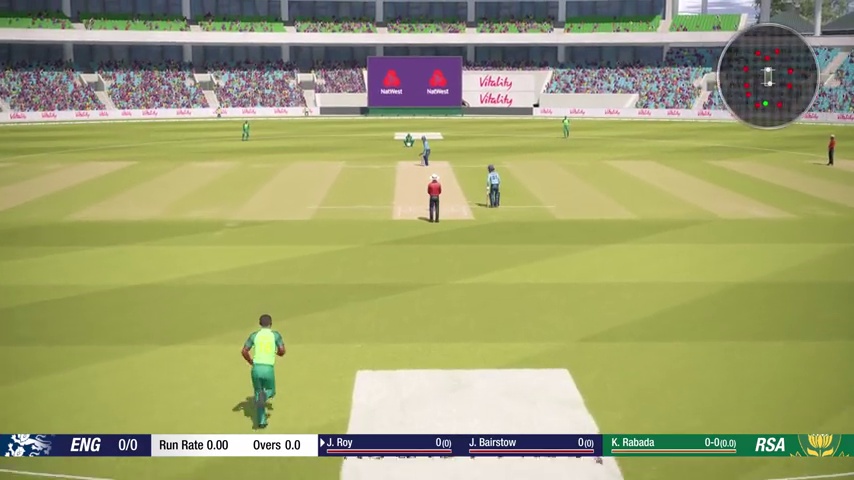 NatWest NatWest
Vitality
Vitality
ENG 0/0 Run Rate 0.00 Overs 0.0 J. Roy 0(0) J. Bairstow 0(0) K. Rabada 0-0(0.0) RSA